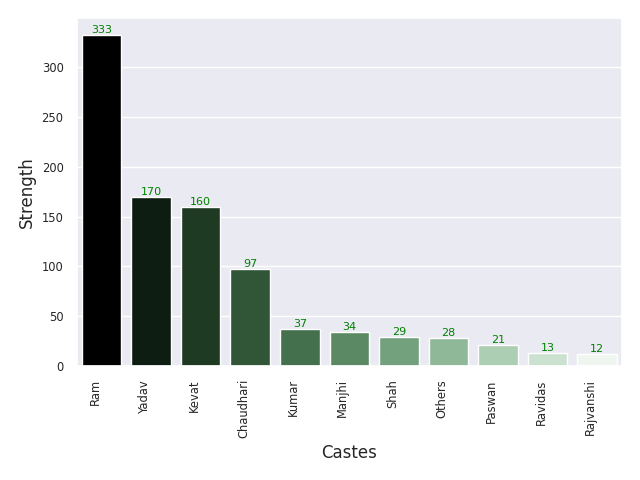 333
300
250
200
150
100
50
0
Strength
170
160
97
37
34
29
28
21
13
12
Ram
Yadav
Kevat
Chaudhari
Kumar
Manjhi
Shah
Others
Paswan
Ravidas
Rajvanshi
Castes